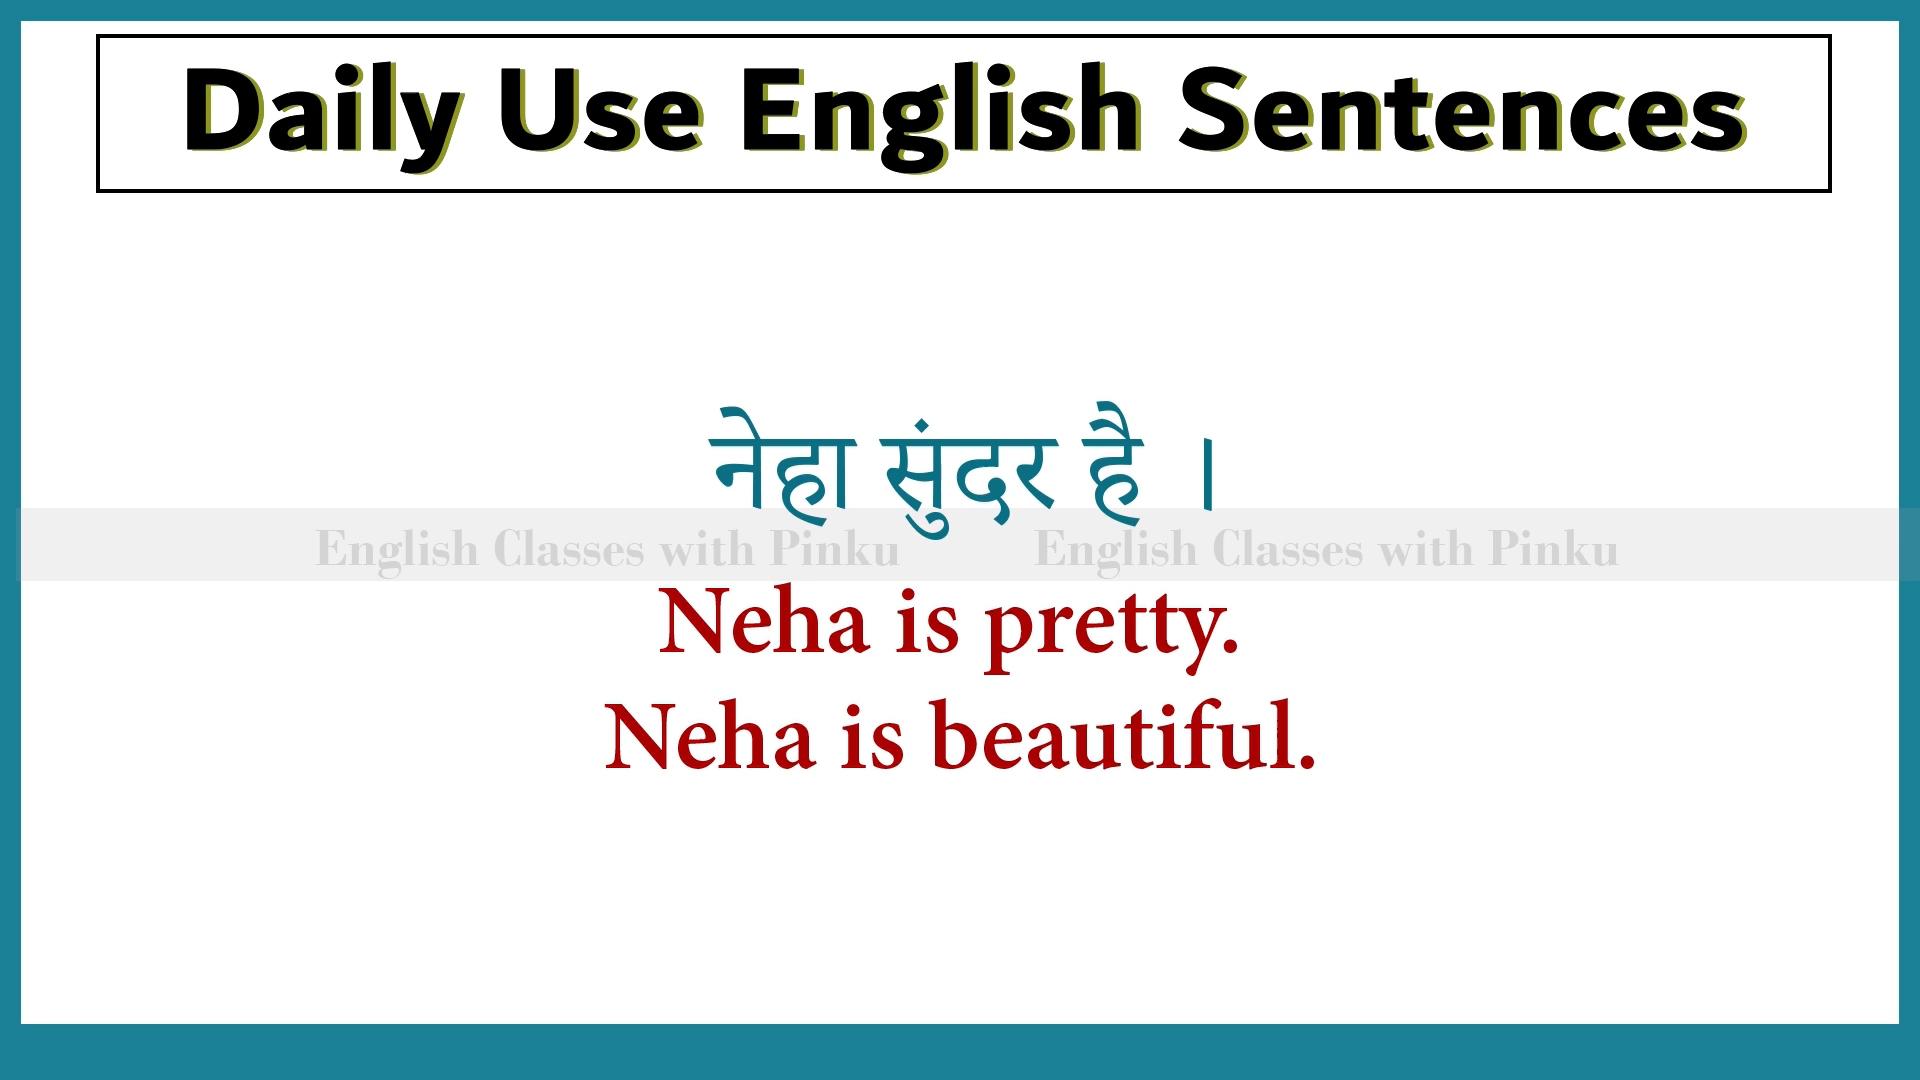 Daily Use English Sentences
नेहा सुंदर है ।
English Classes with Pinku English Classes with Pinku
Neha is pretty.
Neha is beautiful.